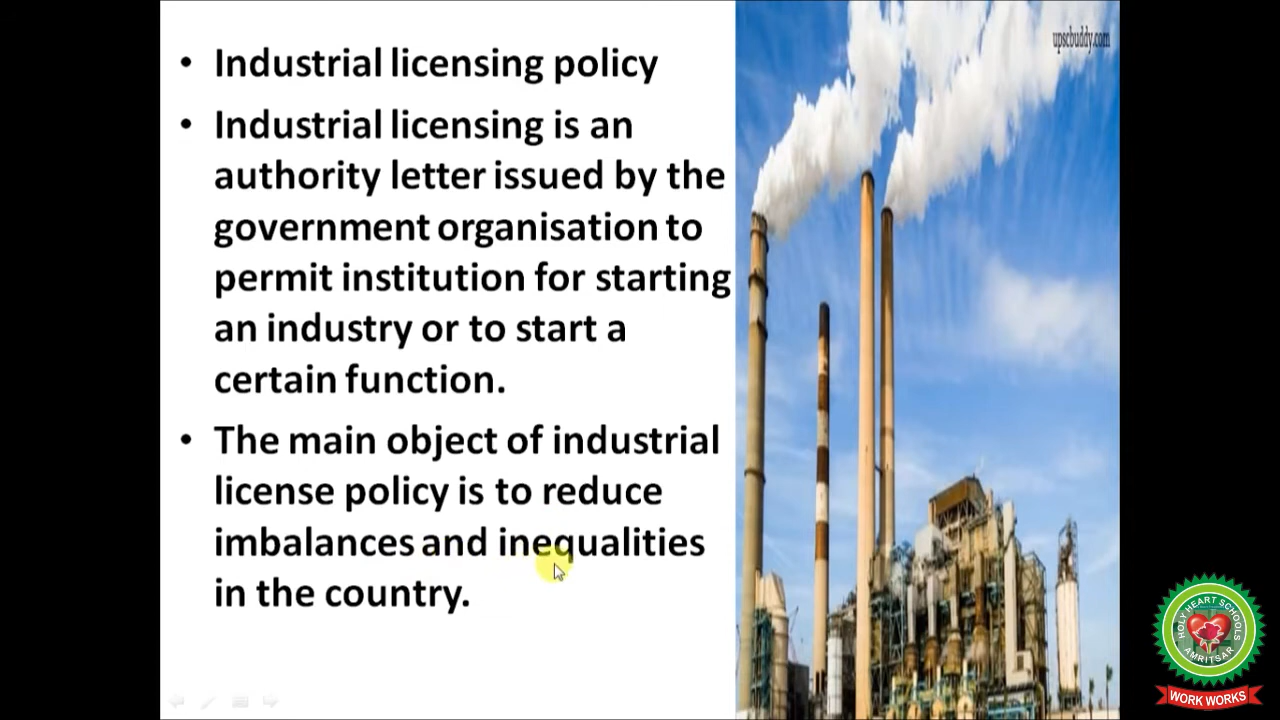 • Industrial licensing policy
• Industrial licensing is an
authority letter issued by the
government organisation to
permit institution for starting
an industry or to start a
certain function.
• The main object of industrial
license policy is to reduce
imbalances and inequalities
in the country.
upscbuddy.com
HOLY HEART SCHOOLS
AMRITSAR
WORK WORKS